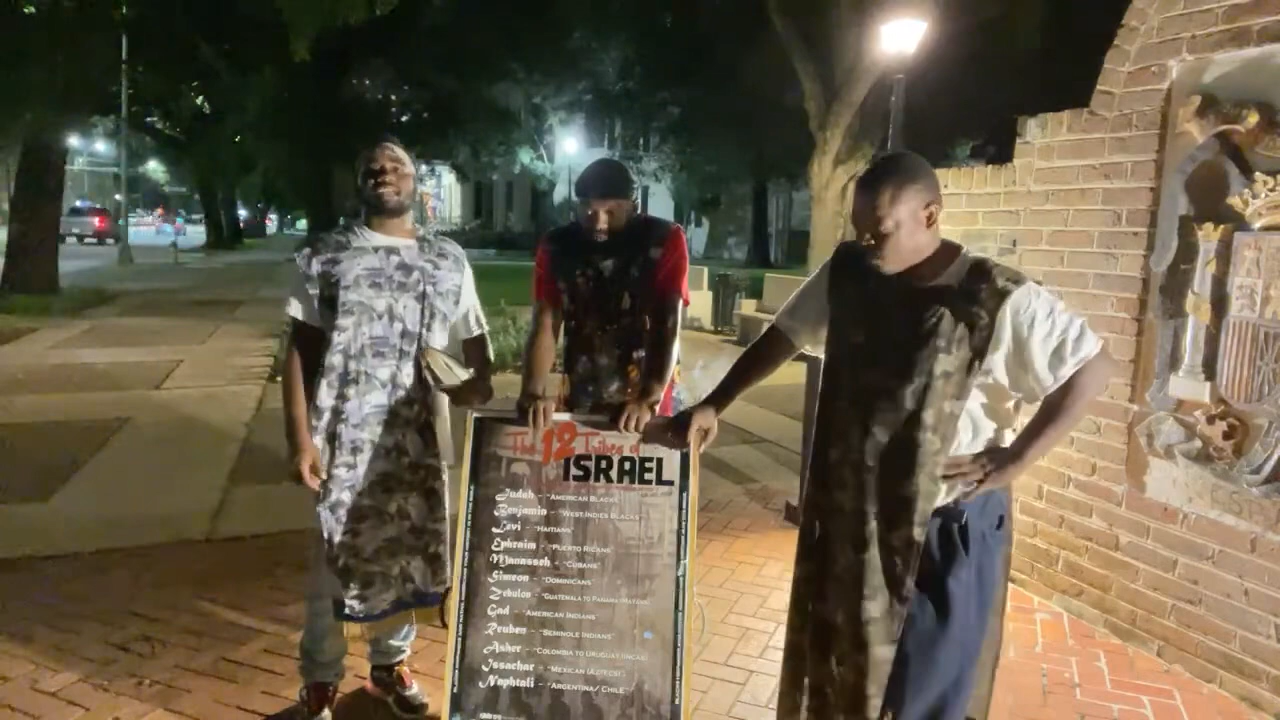 The 12 Tribes of
ISRAEL
Judah - "AMERICAN BLACKS"
Benjamin - "WEST INDIES BLACKS"
Levi - "HAITIANS"
Ephraim - "PUERTO RICANS"
Manasseh - "CUBANS"
Simeon - "DOMINICANS"
Zebulon - "GUATEMALA TO PANAMA (MAYANS)"
Gad - "AMERICAN INDIANS"
Reuben - "SEMINOLE INDIANS"
Asher - "COLOMBIA TO URUGUAY (INCAS)"
Issachar - "MEXICAN (AZTECS)"
Naphtali - "ARGENTINA/ CHILE"